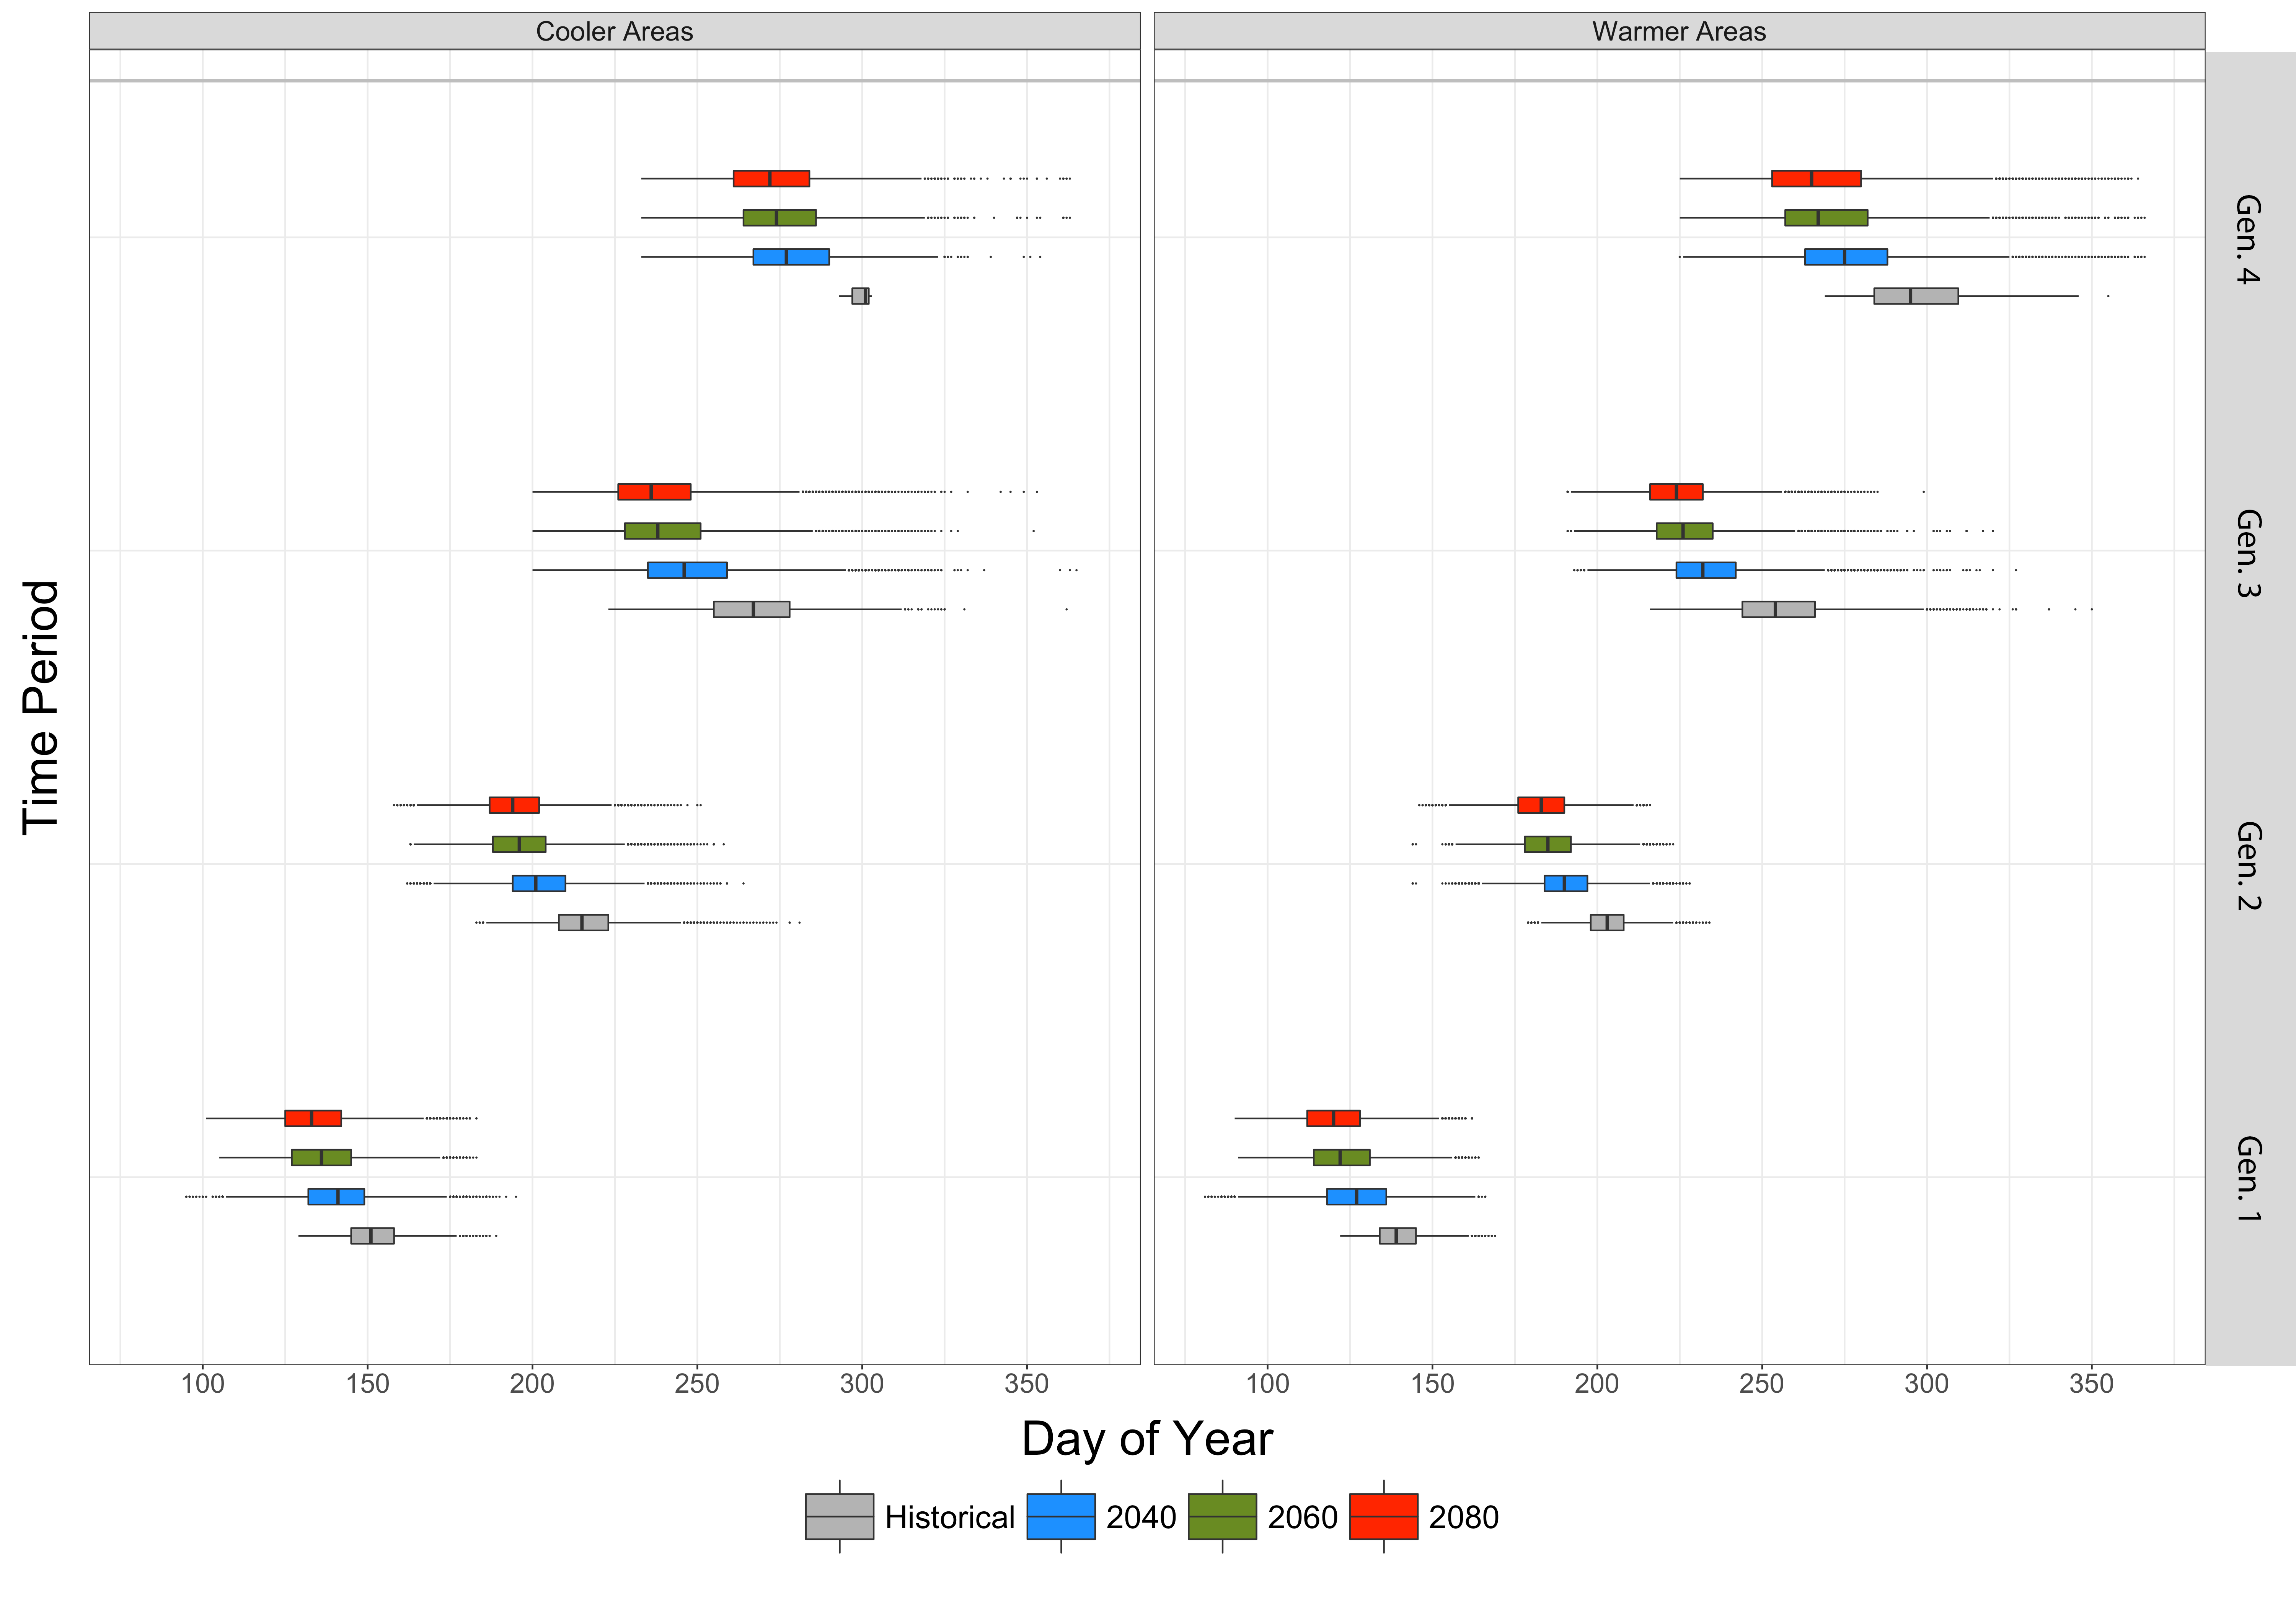 Cooler Areas
Warmer Areas
Time Period
Gen. 4
Gen. 3
Gen. 2
Gen. 1
100 150 200 250 300 350
100 150 200 250 300 350
Day of Year
Historical 2040 2060 2080